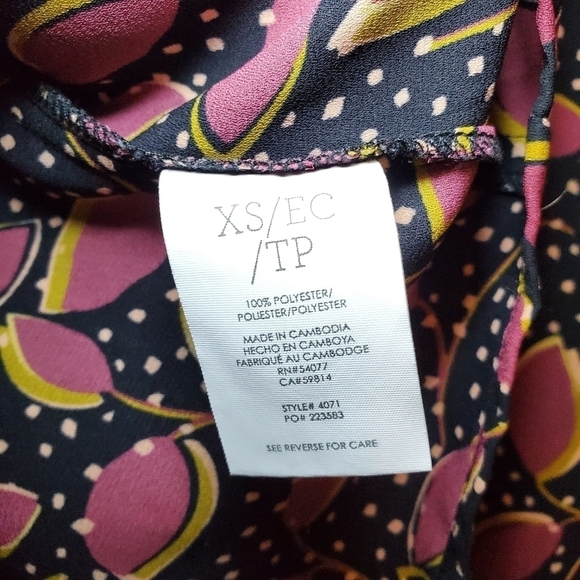 XS/EC
/TP
100% POLYESTER/
POLIESTER/POLYESTER
MADE IN CAMBODIA
HECHO EN CAMBOYA
FABRIQUÉ AU CAMBODGE
RN#54077
CA#59814
STYLE# 4071
PO# 223583
SEE REVERSE FOR CARE